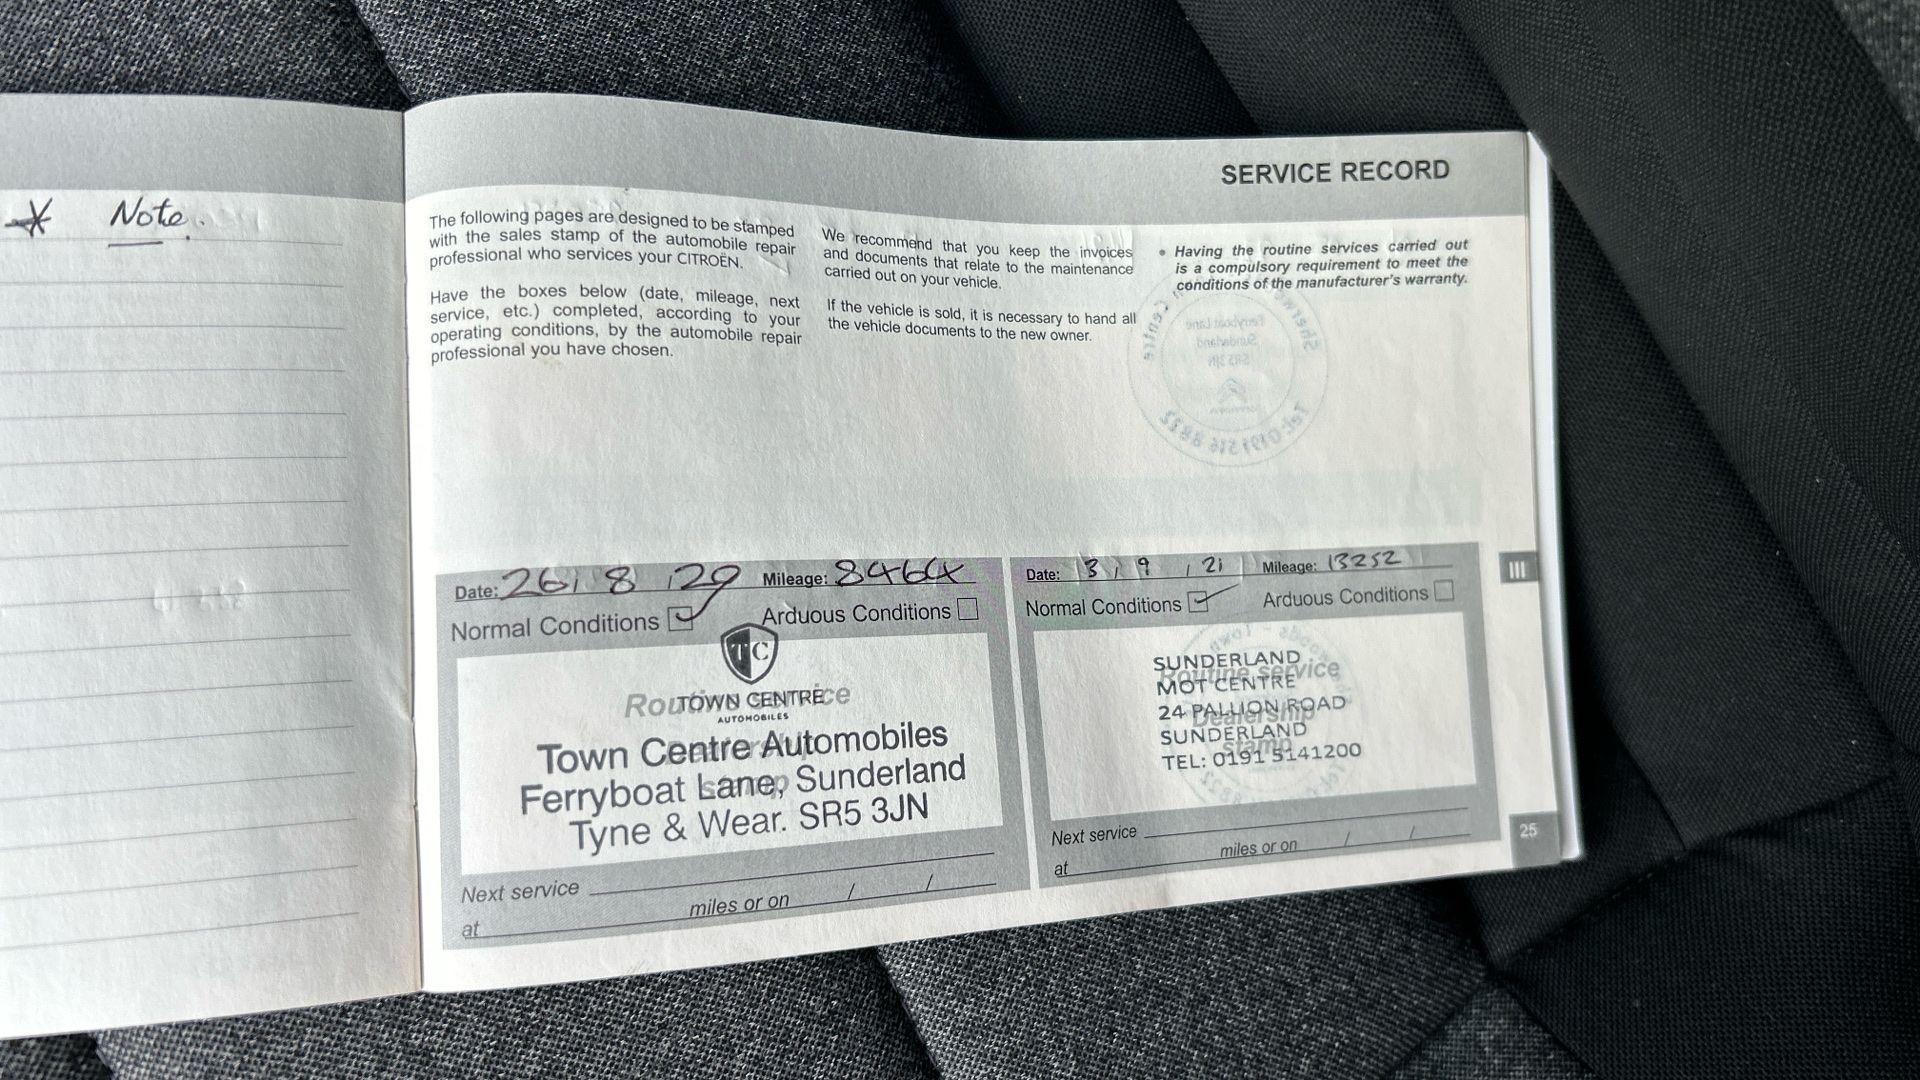 * Note.
SERVICE RECORD
The following pages are designed to be stamped
with the sales stamp of the automobile repair
professional who services your CITROËN.
Have the boxes below (date, mileage, next
service, etc.) completed, according to your
operating conditions, by the automobile repair
professional you have chosen.
We recommend that you keep the invoices
and documents that relate to the maintenance
carried out on your vehicle.
If the vehicle is sold, it is necessary to hand all
the vehicle documents to the new owner.
• Having the routine services carried out
is a compulsory requirement to meet the
conditions of the manufacturer's warranty.
Date: 26/8/20 Mileage: 8464
Normal Conditions Arduous Conditions
TC
Routine service
TOWN CENTRE
AUTOMOBILES
Town Centre Automobiles
Ferryboat Lane, Sunderland
Tyne & Wear. SR5 3JN
Next service
at miles or on / /
Date: 13/9/21 Mileage: 13252
Normal Conditions Arduous Conditions
Routine service
Dealership
stamp
SUNDERLAND
MOT CENTRE
24 PALLION ROAD
SUNDERLAND
TEL: 0191 5141200
Next service
at miles or on / /
III
25